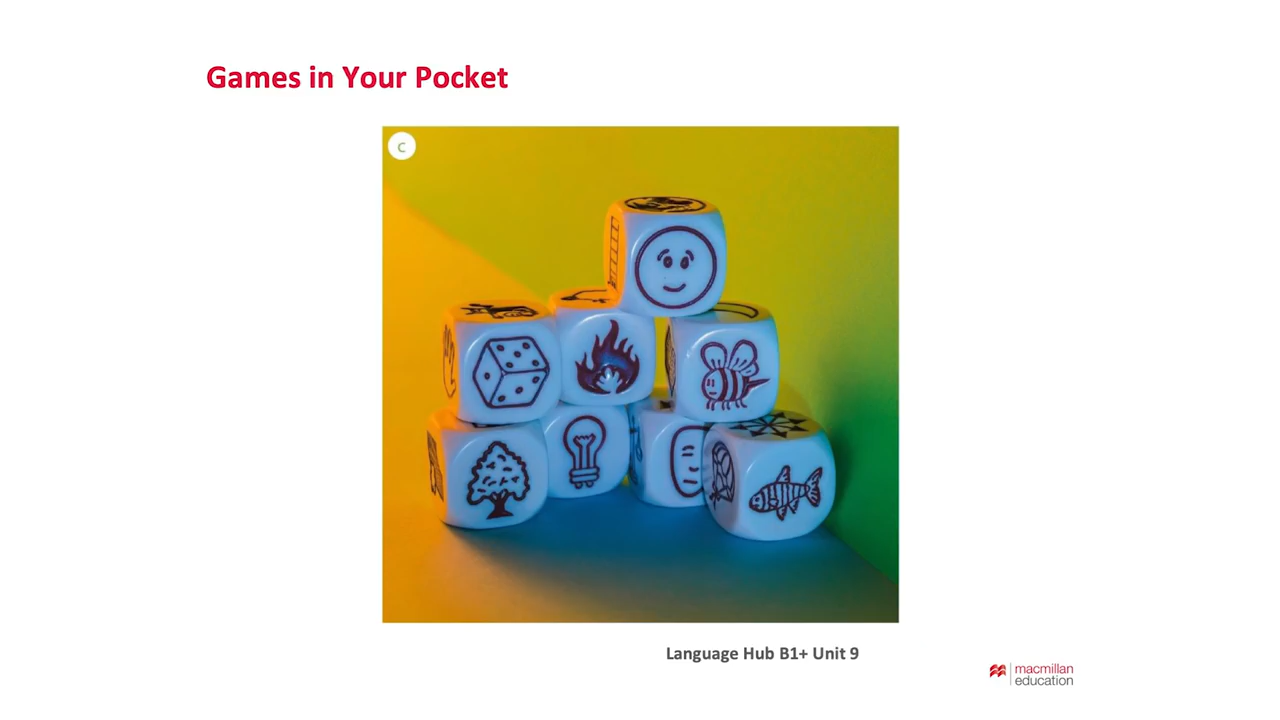 Games in Your Pocket
C
Language Hub B1+ Unit 9
macmillan
education